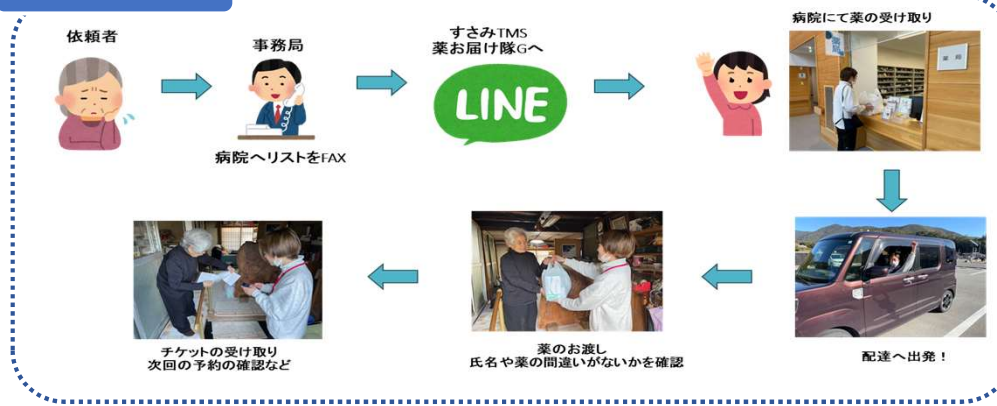 依頼者
事務局
病院へリストをFAX
すさみTMS
薬お届け隊Gへ
LINE
病院にて薬の受け取り
薬局
薬局
配達へ出発！
薬のお渡し
氏名や薬の間違いがないかを確認
チケットの受け取り
次回の予約の確認など